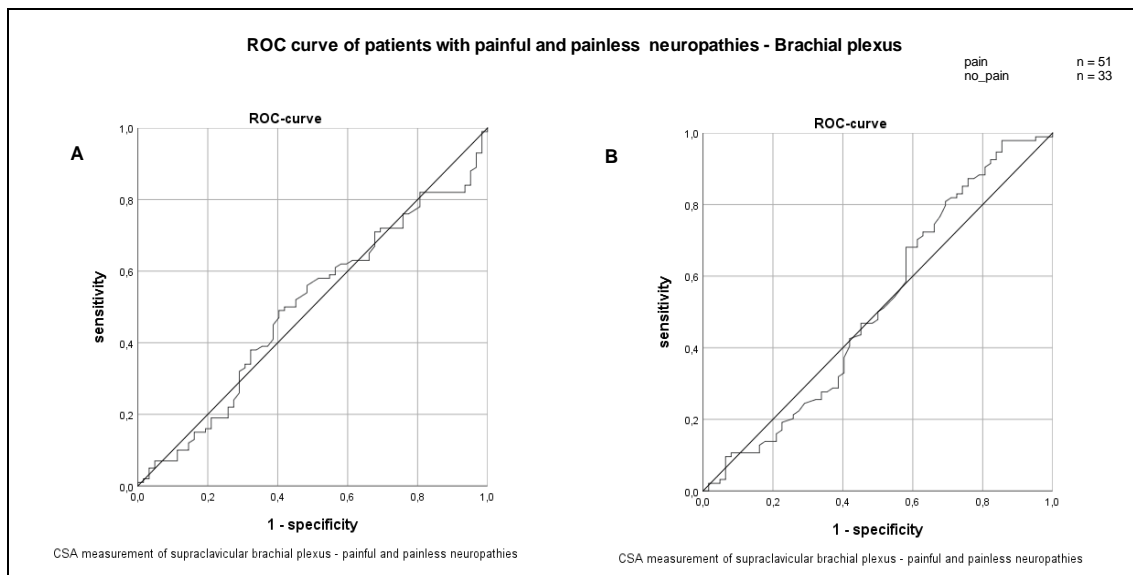 ROC curve of patients with painful and painless neuropathies - Brachial plexus
pain n = 51
no_pain n = 33
A
ROC-curve
1,0
0,8
0,6
0,4
0,2
0,0
sensitivity
0,0 0,2 0,4 0,6 0,8 1,0
1 - specificity
CSA measurement of supraclavicular brachial plexus - painful and painless neuropathies
B
ROC-curve
1,0
0,8
0,6
0,4
0,2
0,0
sensitivity
0,0 0,2 0,4 0,6 0,8 1,0
1 - specificity
CSA measurement of supraclavicular brachial plexus - painful and painless neuropathies